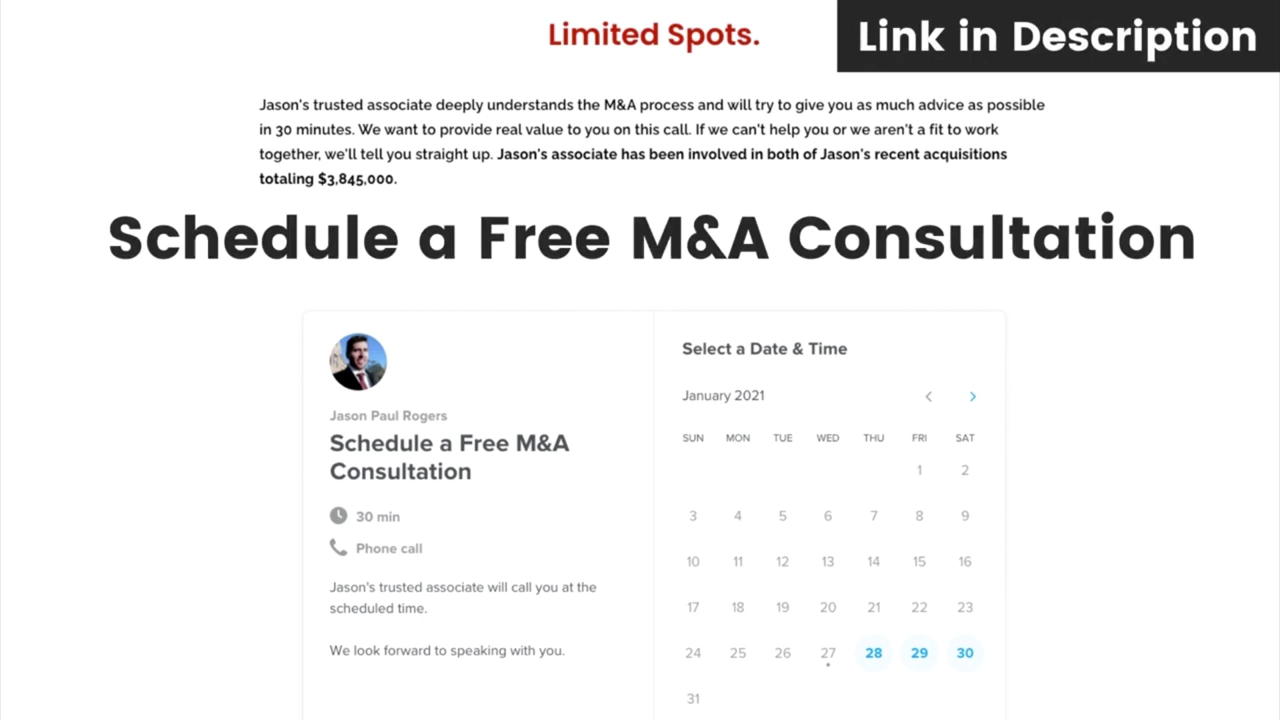 Limited Spots.
Link in Description
Jason's trusted associate deeply understands the M&A process and will try to give you as much advice as possible
in 30 minutes. We want to provide real value to you on this call. If we can't help you or we aren't a fit to work
together, we'll tell you straight up. Jason's associate has been involved in both of Jason's recent acquisitions
totaling $3,845,000.
Schedule a Free M&A Consultation
Jason Paul Rogers
Schedule a Free M&A
Consultation
30 min
Phone call
Jason's trusted associate will call you at the
scheduled time.
We look forward to speaking with you.
Select a Date & Time
January 2021
SUN MON TUE WED THU FRI SAT
1 2
3 4 5 6 7 8 9
10 11 12 13 14 15 16
17 18 19 20 21 22 23
24 25 26 27 28 29 30
31